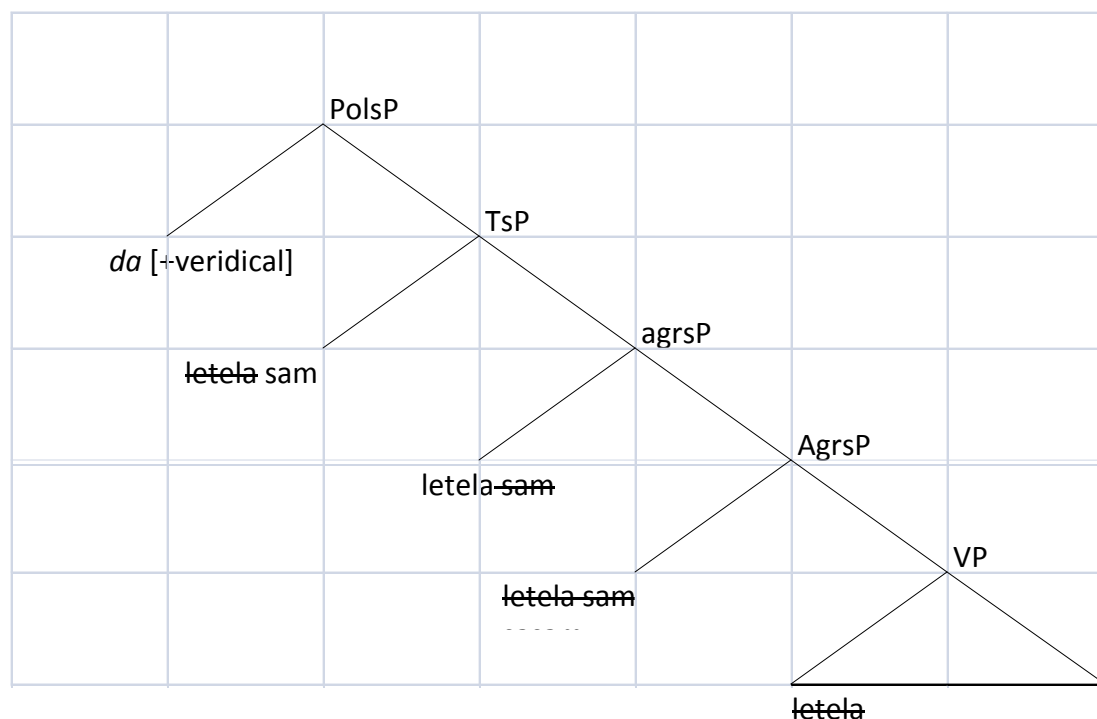 PolsP
TsP
da [+veridical]
agrsP
letela sam
AgrsP
letela sam
VP
letela sam
letela